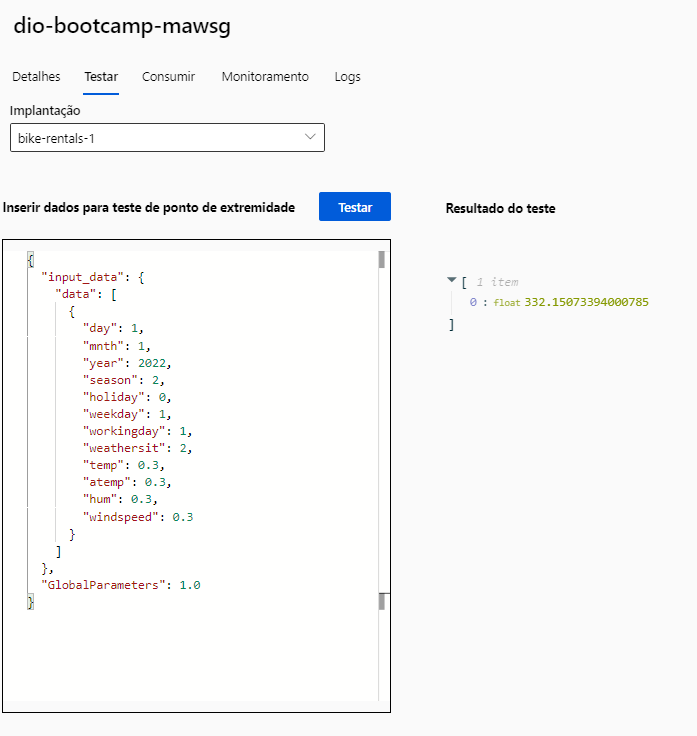 dio-bootcamp-mawsg
Detalhes Testar Consumir Monitoramento Logs
Implantação
bike-rentals-1
Inserir dados para teste de ponto de extremidade
Testar
{
"input_data": {
"data": [
{
"day": 1,
"mnth": 1,
"year": 2022,
"season": 2,
"holiday": 0,
"weekday": 1,
"workingday": 1,
"weathersit": 2,
"temp": 0.3,
"atemp": 0.3,
"hum": 0.3,
"windspeed": 0.3
}
]
},
"GlobalParameters": 1.0
}
Resultado do teste
[ 1 item
0 : float 332.15073394000785
]